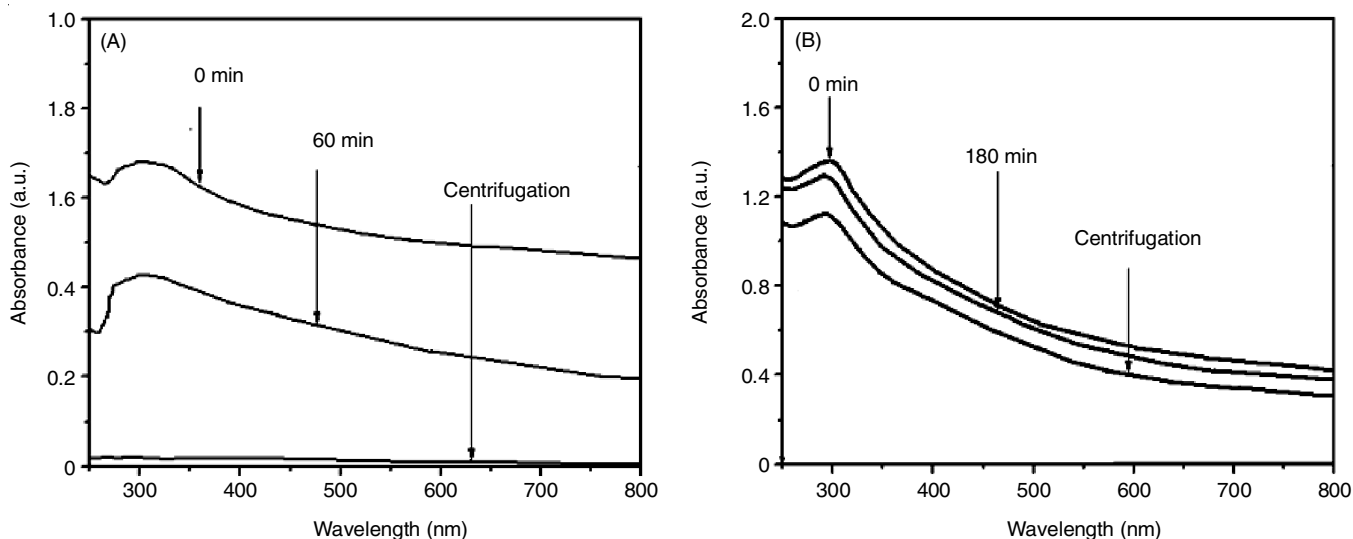 (A)
1.0
1.8
1.6
0.4
0.2
0
Absorbance (a.u.)
0 min
60 min
Centrifugation
300 400 500 600 700 800
Wavelength (nm)
(B)
2.0
1.6
1.2
0.8
0.4
0
Absorbance (a.u.)
0 min
180 min
Centrifugation
300 400 500 600 700 800
Wavelength (nm)